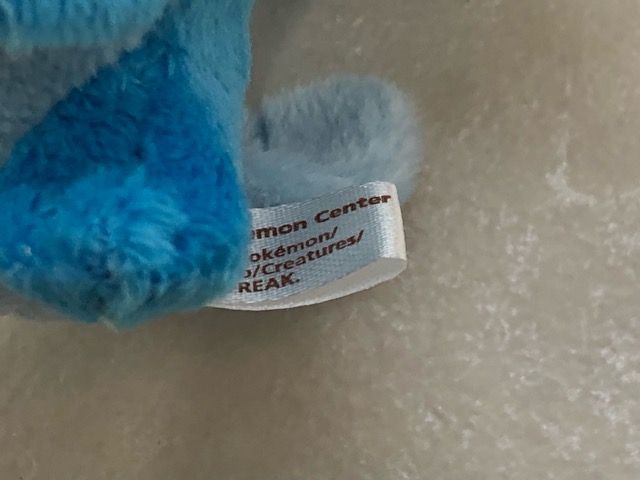 mon Center
okémon/
o/Creatures/
REAK.